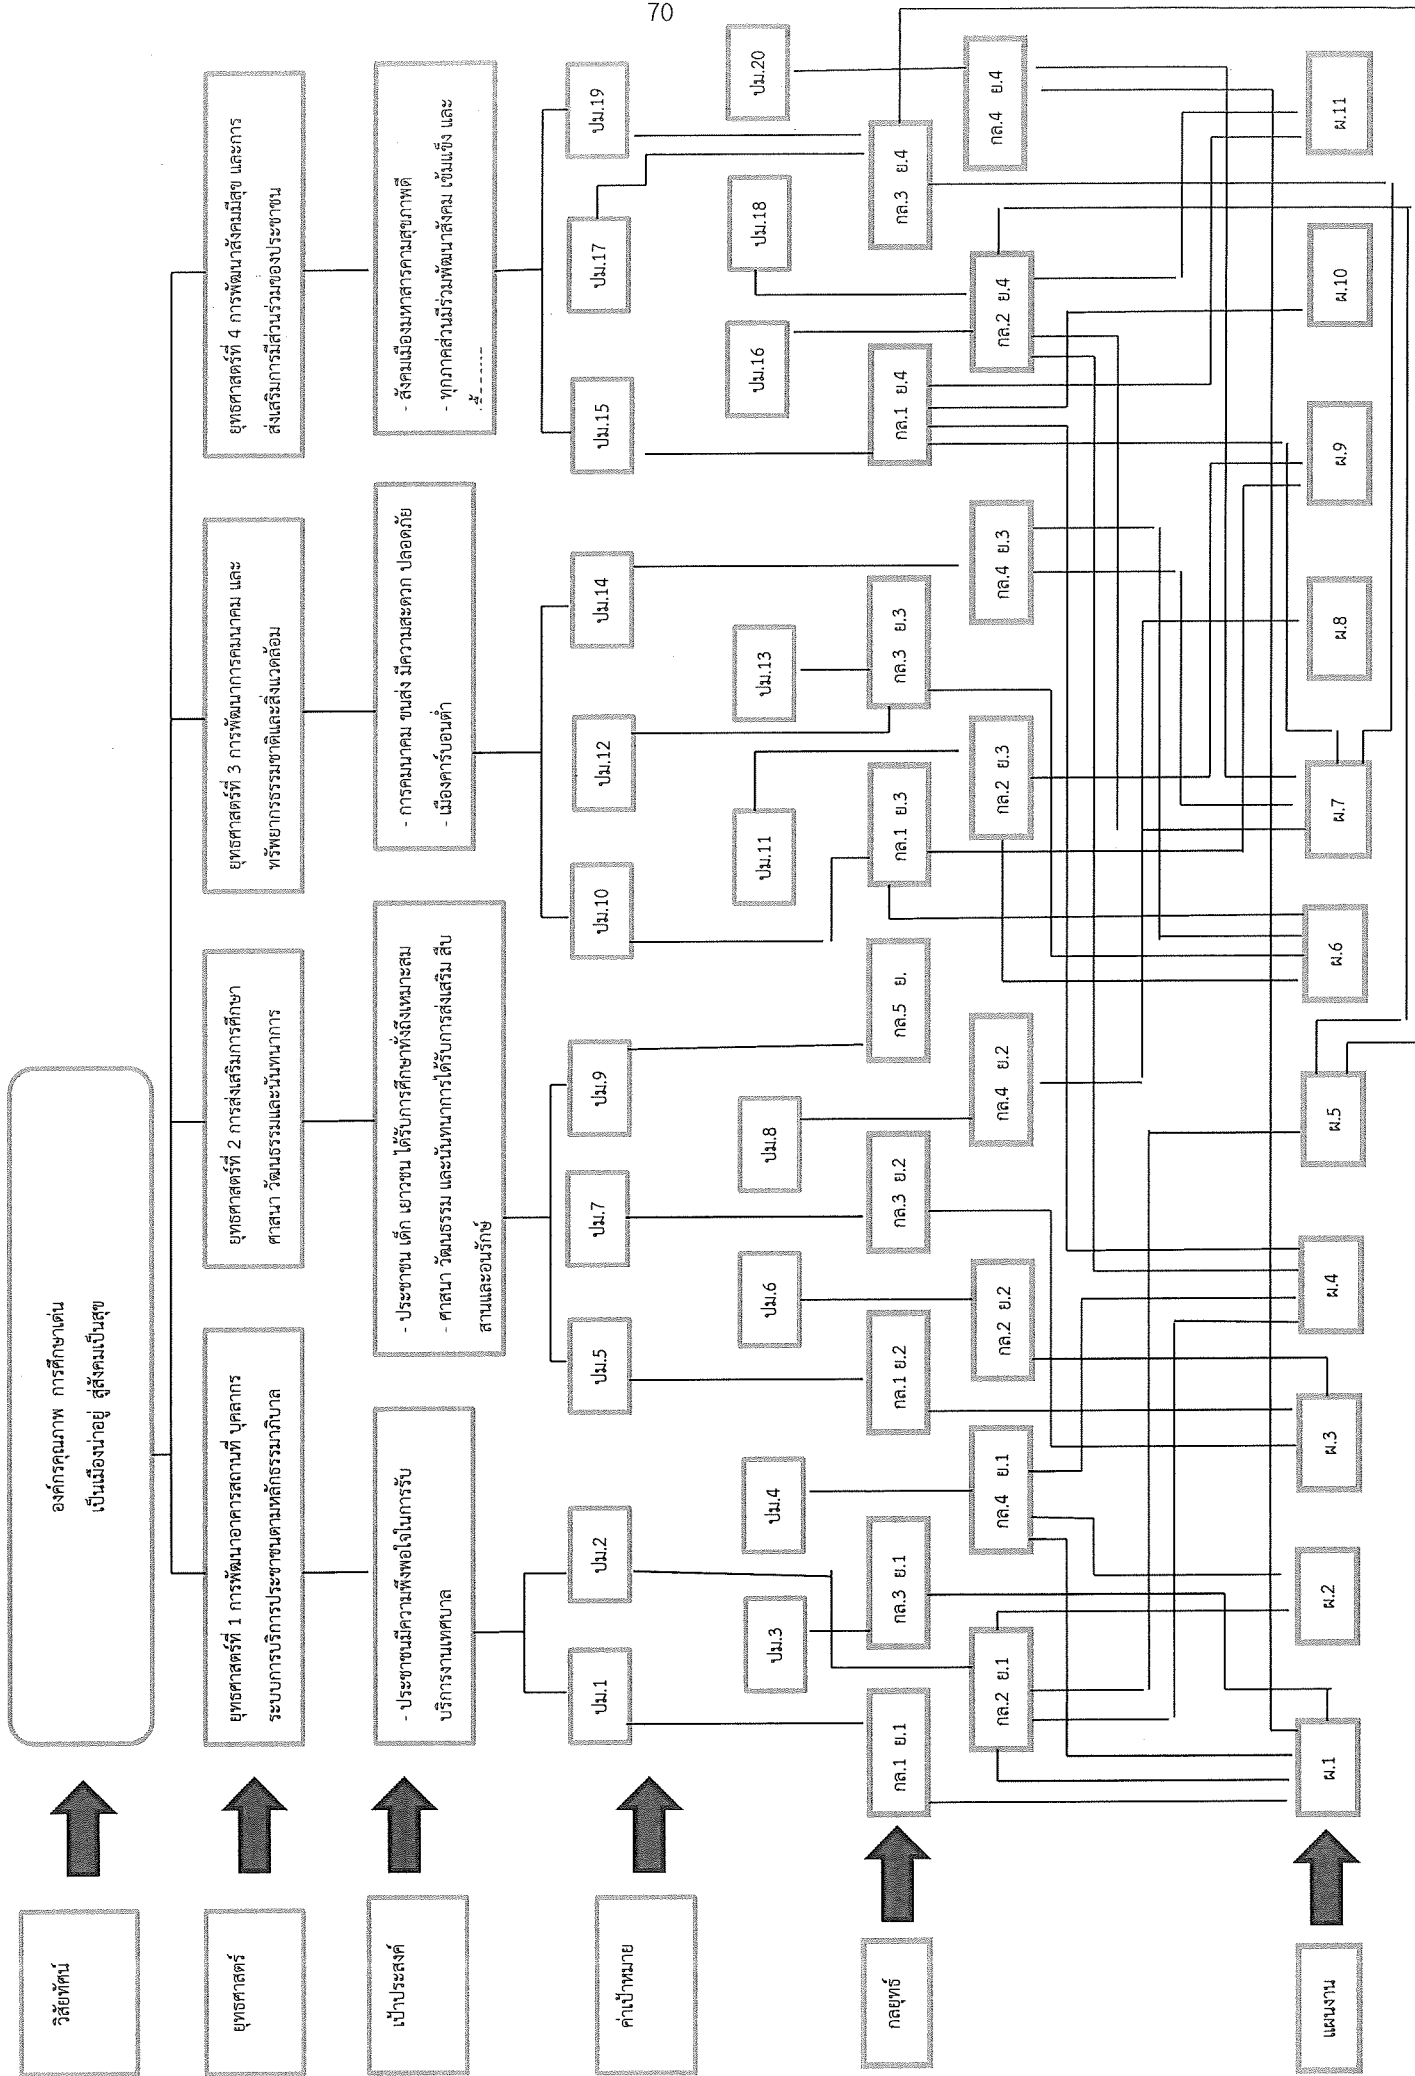 70
วิสัยทัศน์
องค์กรคุณภาพ การศึกษาเด่น
เป็นเมืองน่าอยู่ สู่สังคมเป็นสุข
ยุทธศาสตร์
ยุทธศาสตร์ที่ 1 การพัฒนาอาคารสถานที่ บุคลากร
ระบบการบริการประชาชนตามหลักธรรมาภิบาล
ยุทธศาสตร์ที่ 2 การส่งเสริมการศึกษา
ศาสนา วัฒนธรรมและนันทนาการ
ยุทธศาสตร์ที่ 3 การพัฒนาการคมนาคม และ
ทรัพยากรธรรมชาติและสิ่งแวดล้อม
ยุทธศาสตร์ที่ 4 การพัฒนาสังคมมีสุข และการ
ส่งเสริมการมีส่วนร่วมของประชาชน
เป้าประสงค์
- ประชาชนมีความพึงพอใจในการรับ
บริการงานเทศบาล
- ประชาชน เด็ก เยาวชน ได้รับการศึกษาทั่งถึงเหมาะสม
- ศาสนา วัฒนธรรม และนันทนาการได้รับการส่งเสริม สืบ
สานและอนุรักษ์
- การคมนาคม ขนส่ง มีความสะดวก ปลอดภัย
- เมืองคาร์บอนต่ำ
- สังคมเมืองมหาสารคามสุขภาพดี
- ทุกภาคส่วนมีร่วมพัฒนาสังคม เข้มแข็ง และ
ค่าเป้าหมาย
ปม.1
ปม.2
ปม.5
ปม.7
ปม.9
ปม.10
ปม.12
ปม.14
ปม.15
ปม.17
ปม.19
ปม.3
ปม.4
ปม.6
ปม.8
ปม.11
ปม.13
ปม.16
ปม.18
ปม.20
กลยุทธ์
กล.1 ย.1
กล.3 ย.1
กล.1 ย.2
กล.3 ย.2
กล.5 ย.
กล.1 ย.3
กล.3 ย.3
กล.1 ย.4
กล.3 ย.4
กล.2 ย.1
กล.4 ย.1
กล.2 ย.2
กล.4 ย.2
กล.2 ย.3
กล.4 ย.3
กล.2 ย.4
กล.4 ย.4
แผนงาน
ผ.1
ผ.2
ผ.3
ผ.4
ผ.5
ผ.6
ผ.7
ผ.8
ผ.9
ผ.10
ผ.11